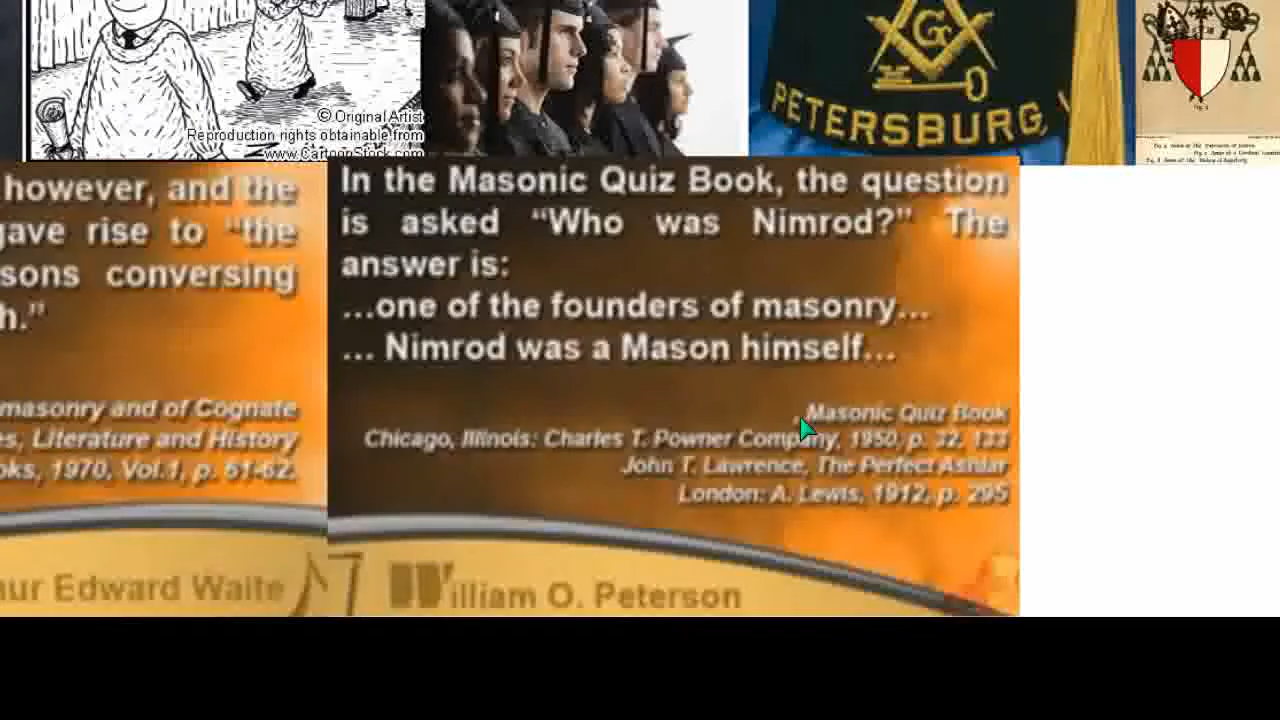 © Original Artist
Reproduction rights obtainable from
www.CartoonStock.com
G
PETERSBURG
however, and the
gave rise to “the
sons conversing
h.”
masonry and of Cognate
es, Literature and History
oks, 1970, Vol.1, p. 61-62.
hur Edward Waite
In the Masonic Quiz Book, the question
is asked “Who was Nimrod?” The
answer is:
...one of the founders of masonry...
... Nimrod was a Mason himself...
, Masonic Quiz Book
Chicago, Illinois: Charles T. Powner Company, 1950, p. 32, 133
John T. Lawrence, The Perfect Ashlar
London: A. Lewis, 1912, p. 295
William O. Peterson